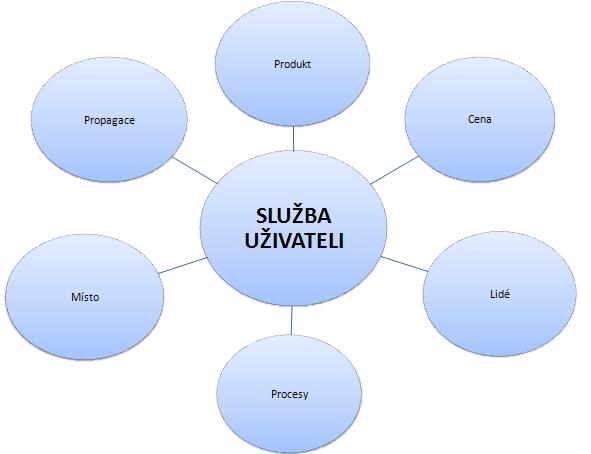 Produkt
Propagace
Cena
SLUŽBA
UŽIVATELI
Místo
Lidé
Procesy